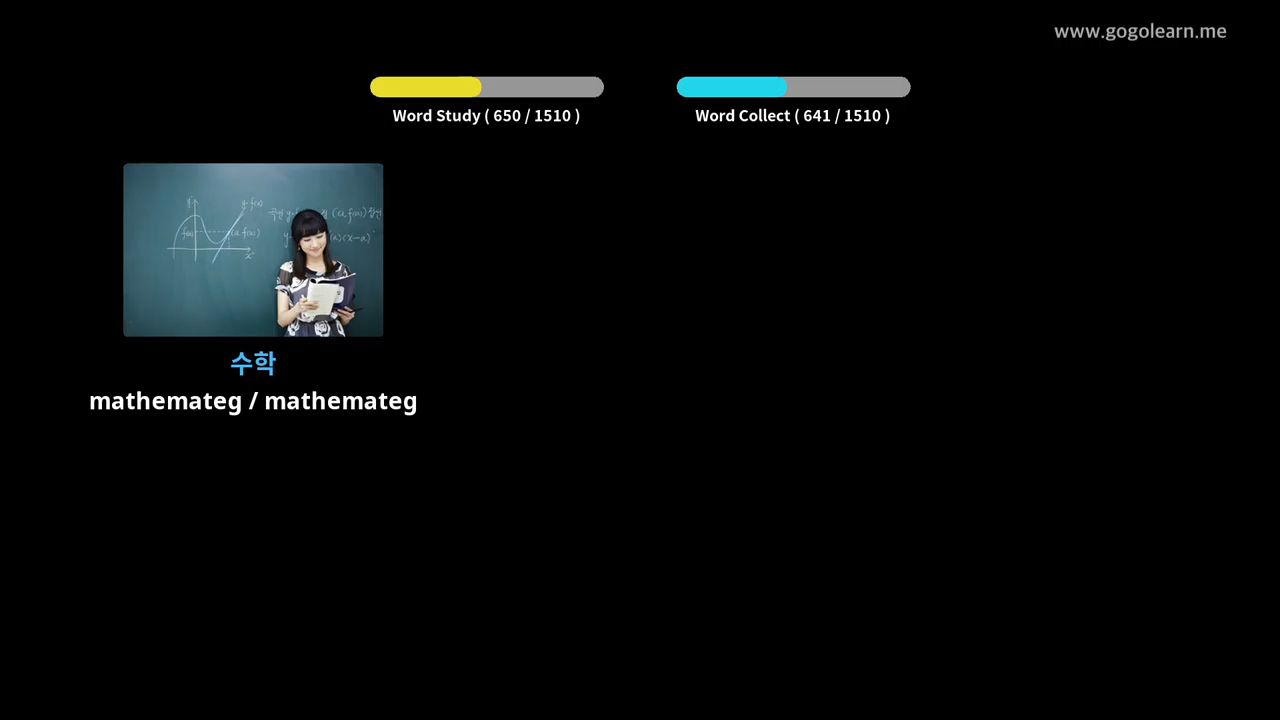 www.gogolearn.me
Word Study ( 650 / 1510 )
Word Collect ( 641 / 1510 )
y=f(x)
f(a)
(a, f(a))
x
(a, f(a))
(x-a)
수학
mathemateg / mathemateg